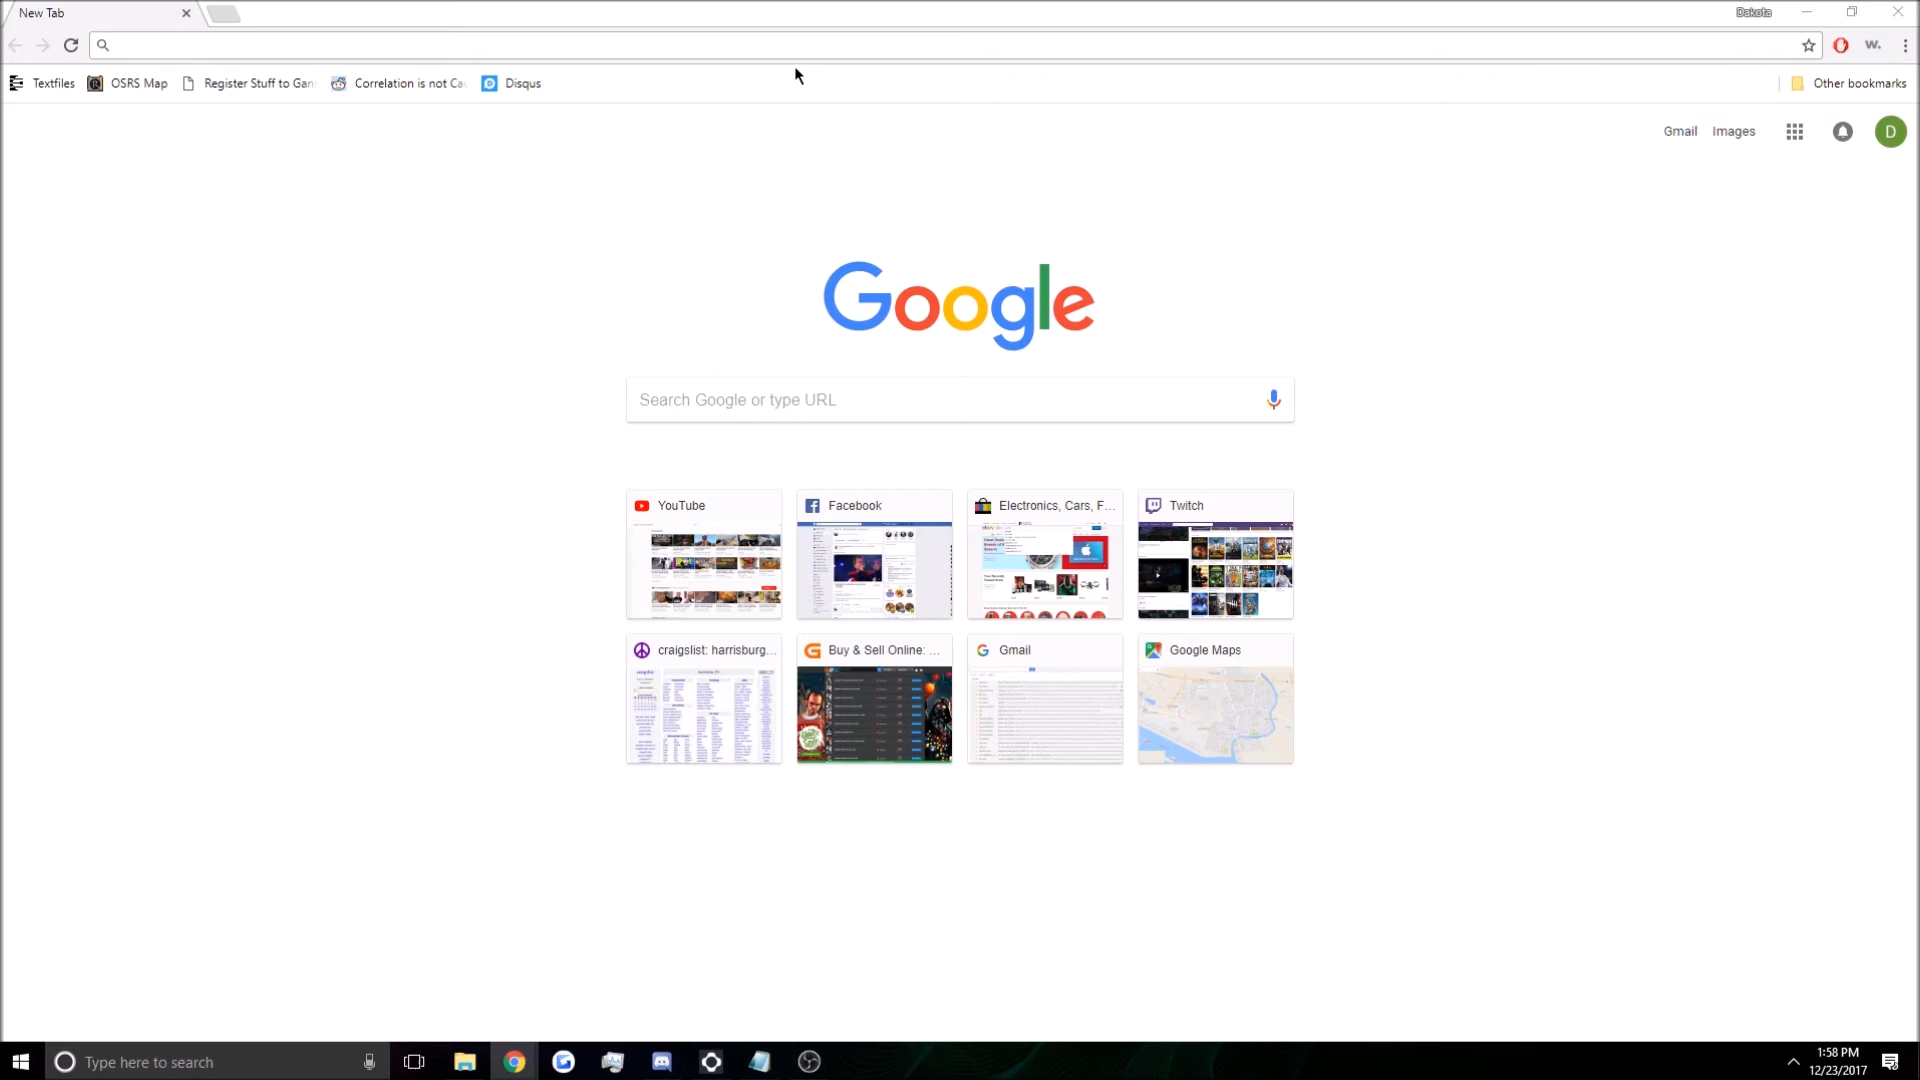 New Tab
Dakota
w.
Textfiles
OSRS Map
Register Stuff to Gan
Correlation is not Cau
Disqus
Other bookmarks
Gmail
Images
D
Google
Search Google or type URL
YouTube
Facebook
Electronics, Cars, F...
Twitch
craigslist: harrisburg...
Buy & Sell Online: ...
Gmail
Google Maps
Type here to search
1:58 PM
12/23/2017